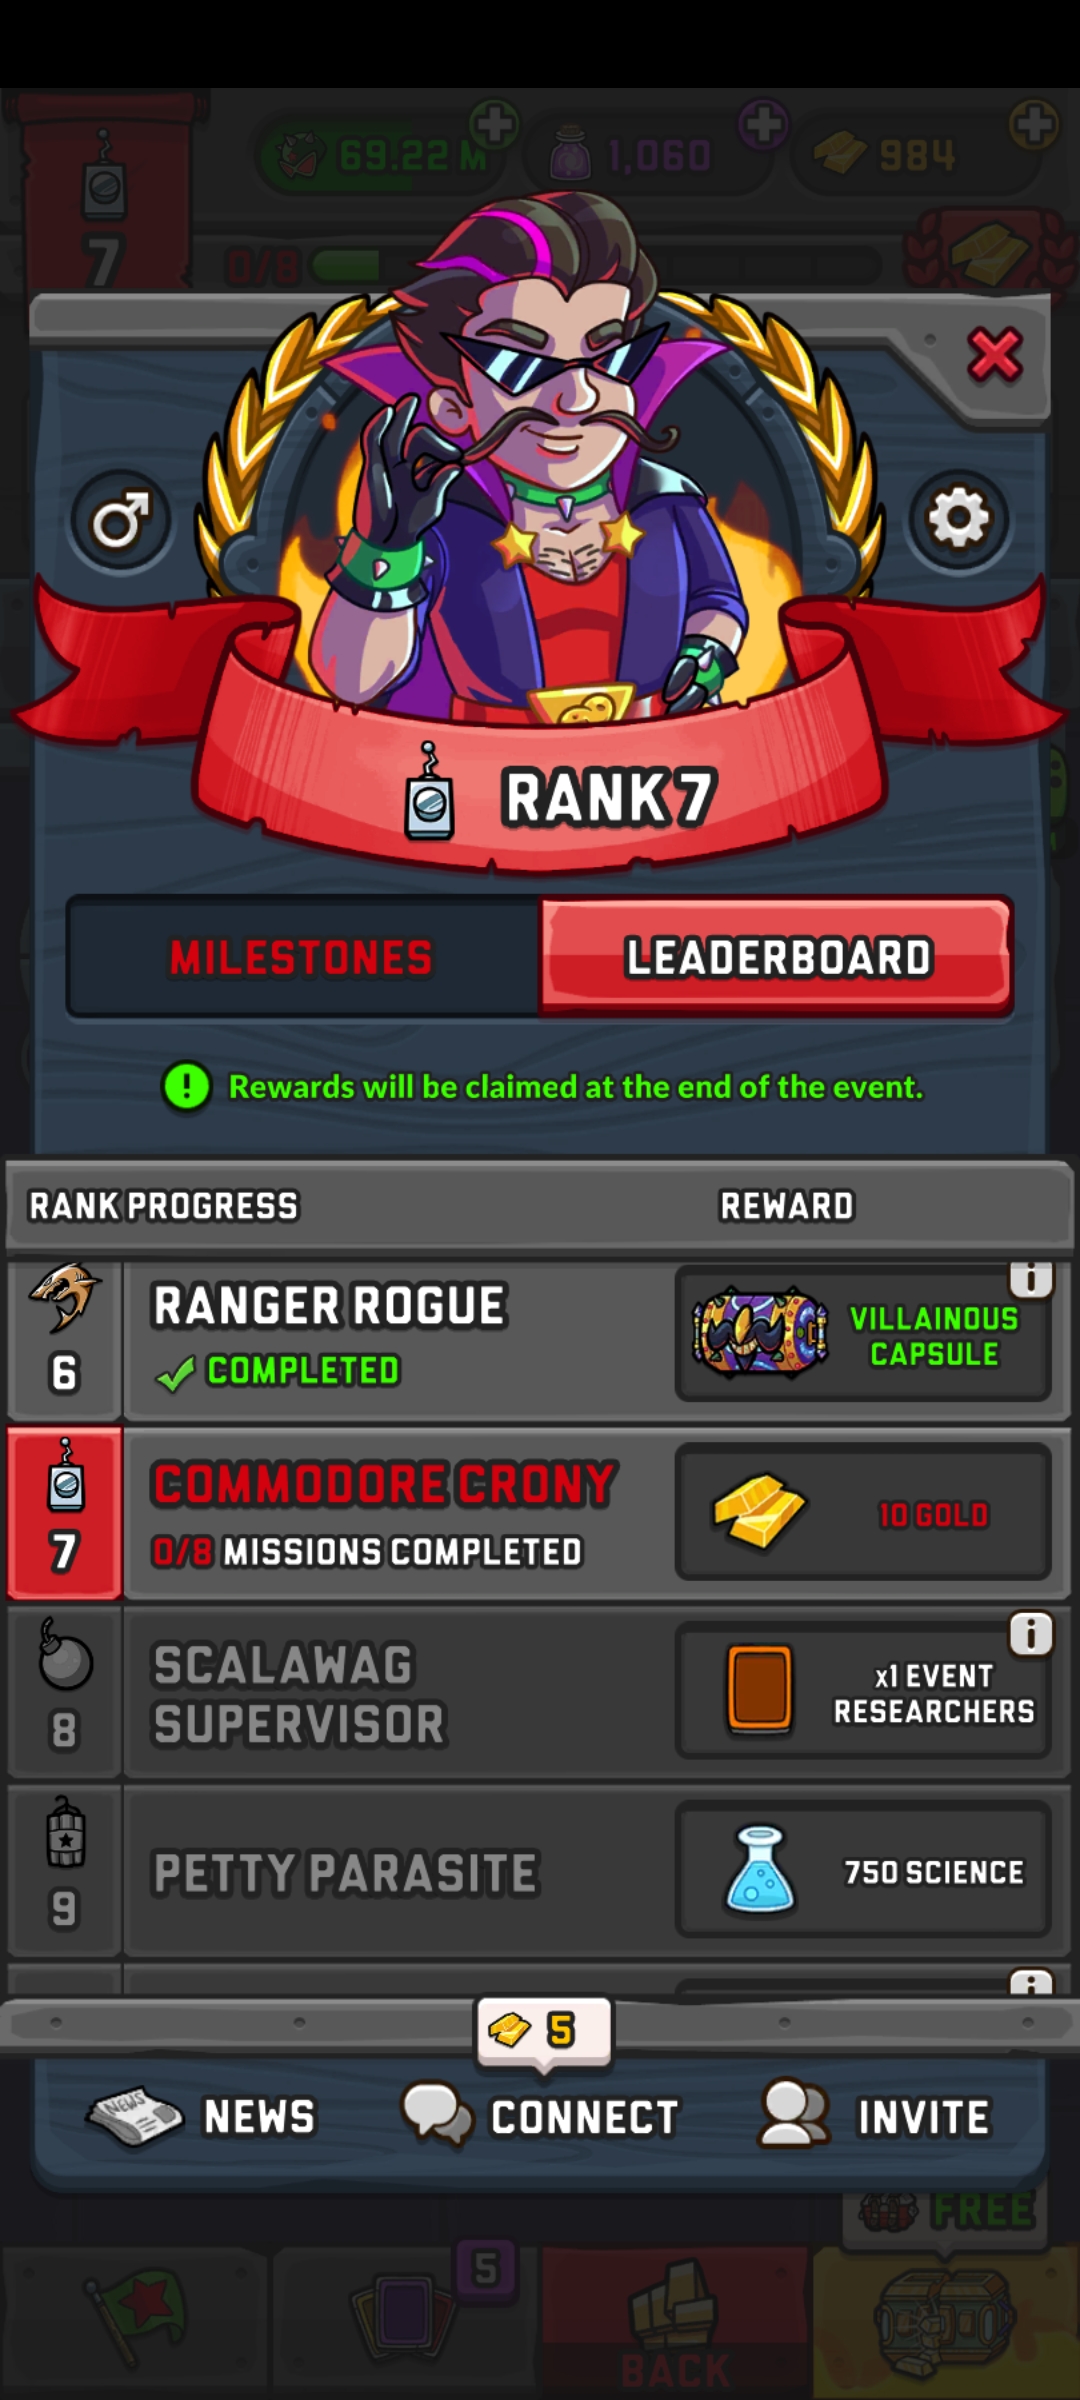 69.22 M
1,060
984
7
0/8
RANK 7
MILESTONES
LEADERBOARD
! Rewards will be claimed at the end of the event.
RANK PROGRESS
REWARD
6
RANGER ROGUE
COMPLETED
VILLAINOUS
CAPSULE
i
7
COMMODORE CRONY
0/8 MISSIONS COMPLETED
10 GOLD
8
SCALAWAG
SUPERVISOR
x1 EVENT
RESEARCHERS
i
9
PETTY PARASITE
750 SCIENCE
i
5
NEWS
NEWS
CONNECT
INVITE
FREE
5
BACK